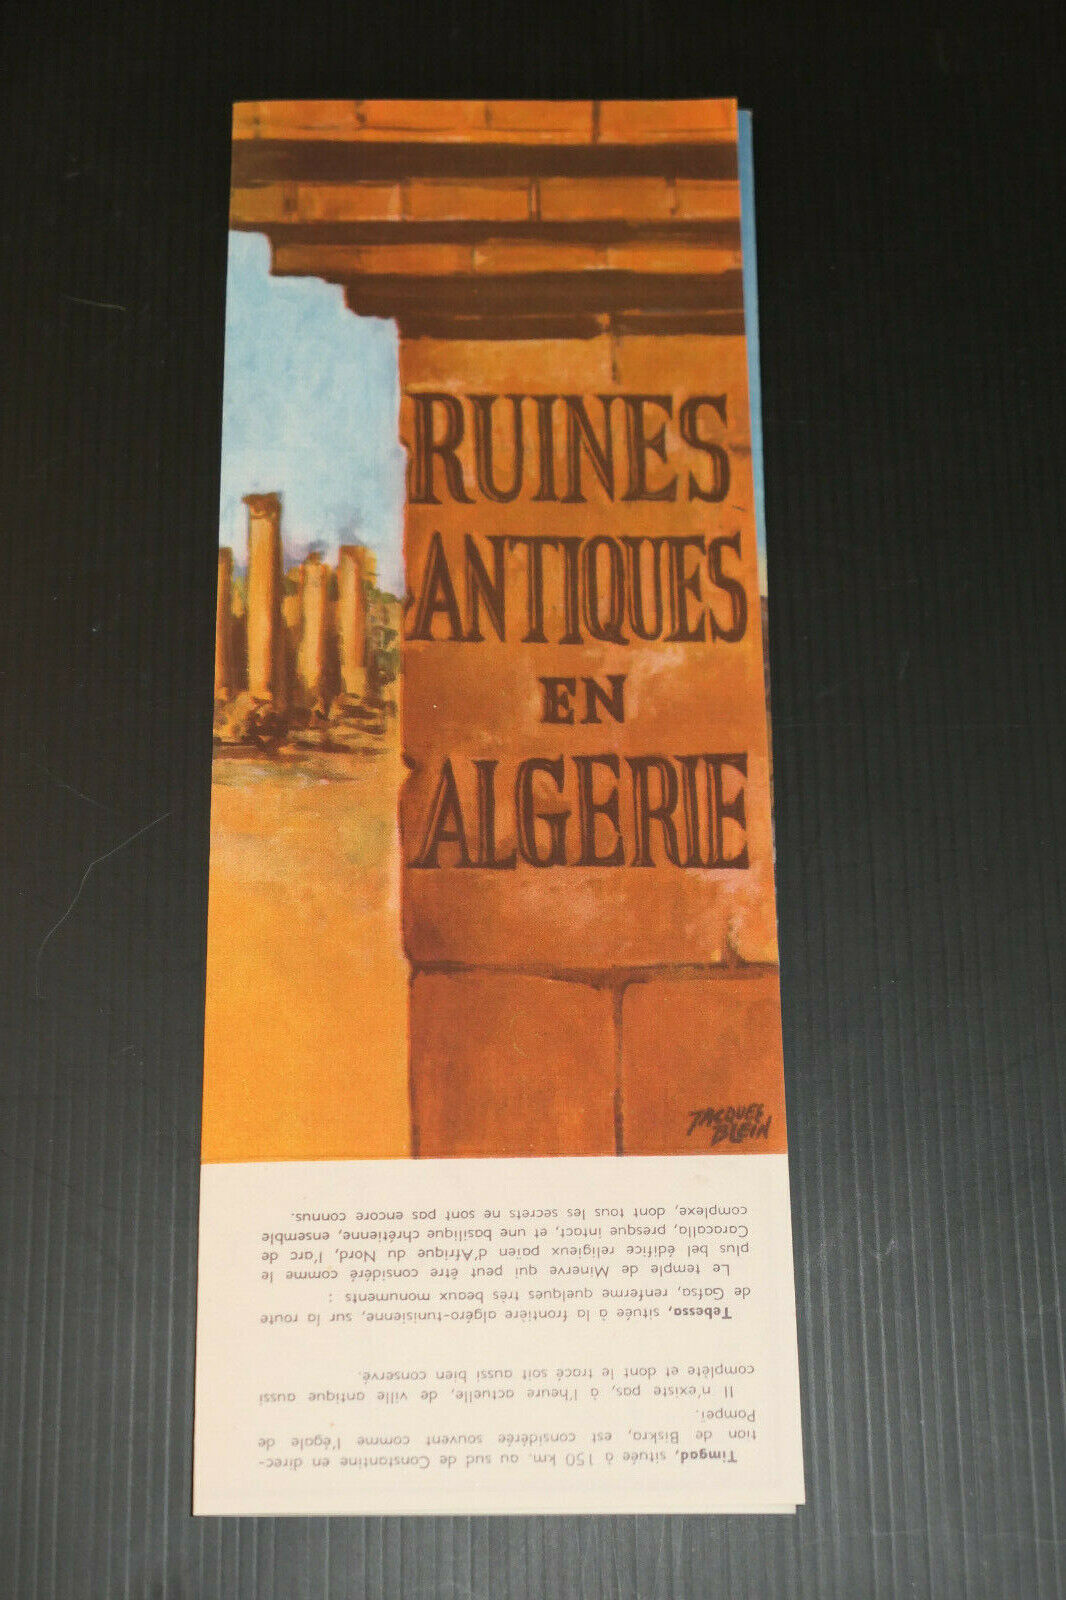 RUINES
ANTIQUES
EN
ALGERIE
JACQUES
BLEIN
Timgad, située à 150 km. au sud de Constantine en direc-
tion de Biskra, est considérée souvent comme l'égale de
Pompeï.
Il n'existe pas, à l'heure actuelle, de ville antique aussi
complète et dont le tracé soit aussi bien conservé.
Tebessa, située à la frontière algéro-tunisienne, sur la route
de Gafsa, renferme quelques très beaux monuments :
Le temple de Minerve qui peut être considéré comme le
plus bel édifice religieux païen d'Afrique du Nord, l'arc de
Caracalla, presque intact, et une basilique chrétienne, ensemble
complexe, dont tous les secrets ne sont pas encore connus.